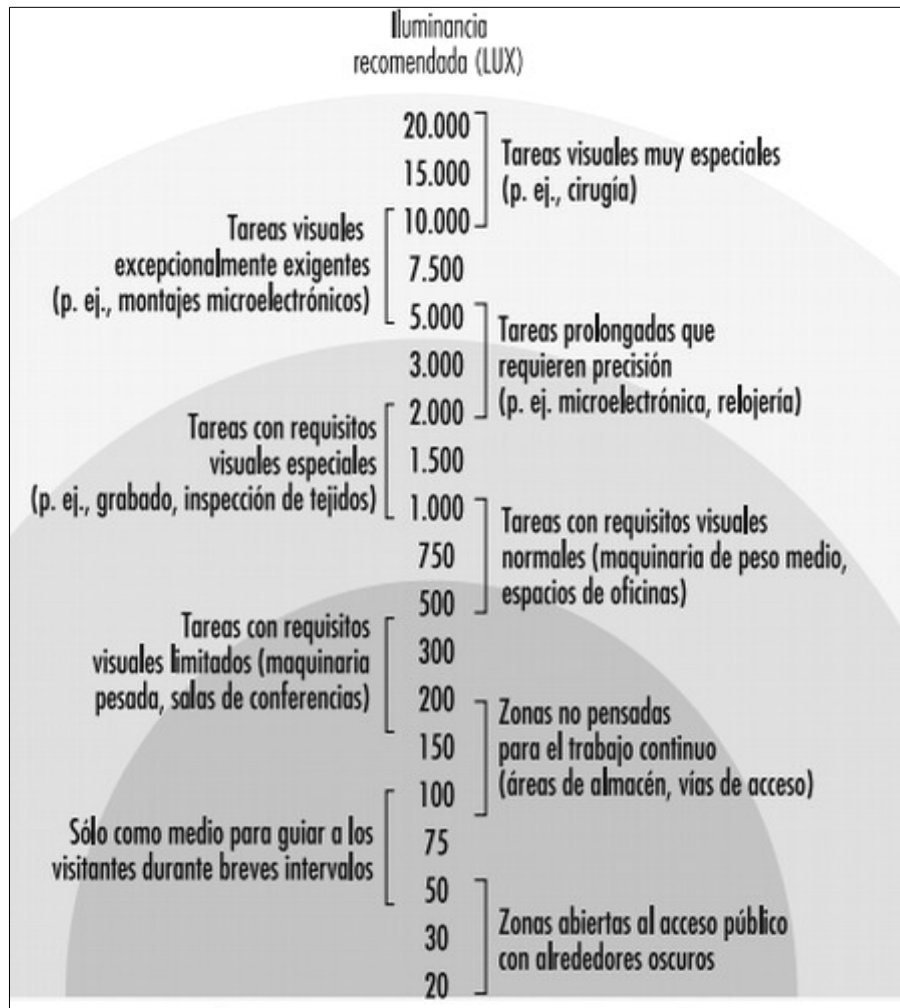 Iluminancia
recomendada (LUX)
20.000
15.000
10.000
7.500
5.000
3.000
2.000
1.500
1.000
750
500
300
200
150
100
75
50
30
20
Tareas visuales muy especiales
(p. ej., cirugía)
Tareas visuales
excepcionalmente exigentes
(p. ej., montajes microelectrónicos)
Tareas prolongadas que
requieren precisión
(p. ej. microelectrónica, relojería)
Tareas con requisitos
visuales especiales
(p. ej., grabado, inspección de tejidos)
Tareas con requisitos visuales
normales (maquinaria de peso medio,
espacios de oficinas)
Tareas con requisitos
visuales limitados (maquinaria
pesada, salas de conferencias)
Zonas no pensadas
para el trabajo continuo
(áreas de almacén, vías de acceso)
Sólo como medio para guiar a los
visitantes durante breves intervalos
Zonas abiertas al acceso público
con alrededores oscuros